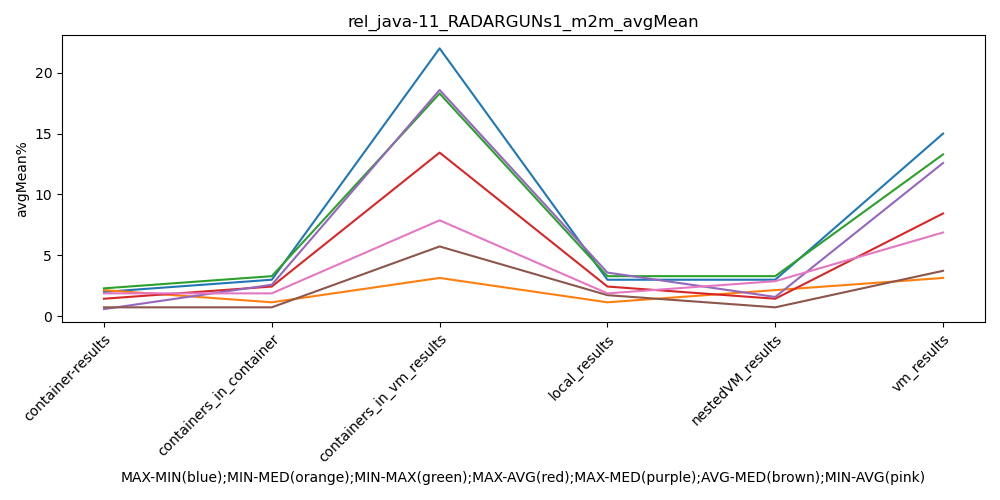 rel_java-11_RADARGUNs1_m2m_avgMean
avgMean%
20
15
10
5
0
container-results
containers_in_container
containers_in_vm_results
local_results
nestedVM_results
vm_results
MAX-MIN(blue);MIN-MED(orange);MIN-MAX(green);MAX-AVG(red);MAX-MED(purple);AVG-MED(brown);MIN-AVG(pink)